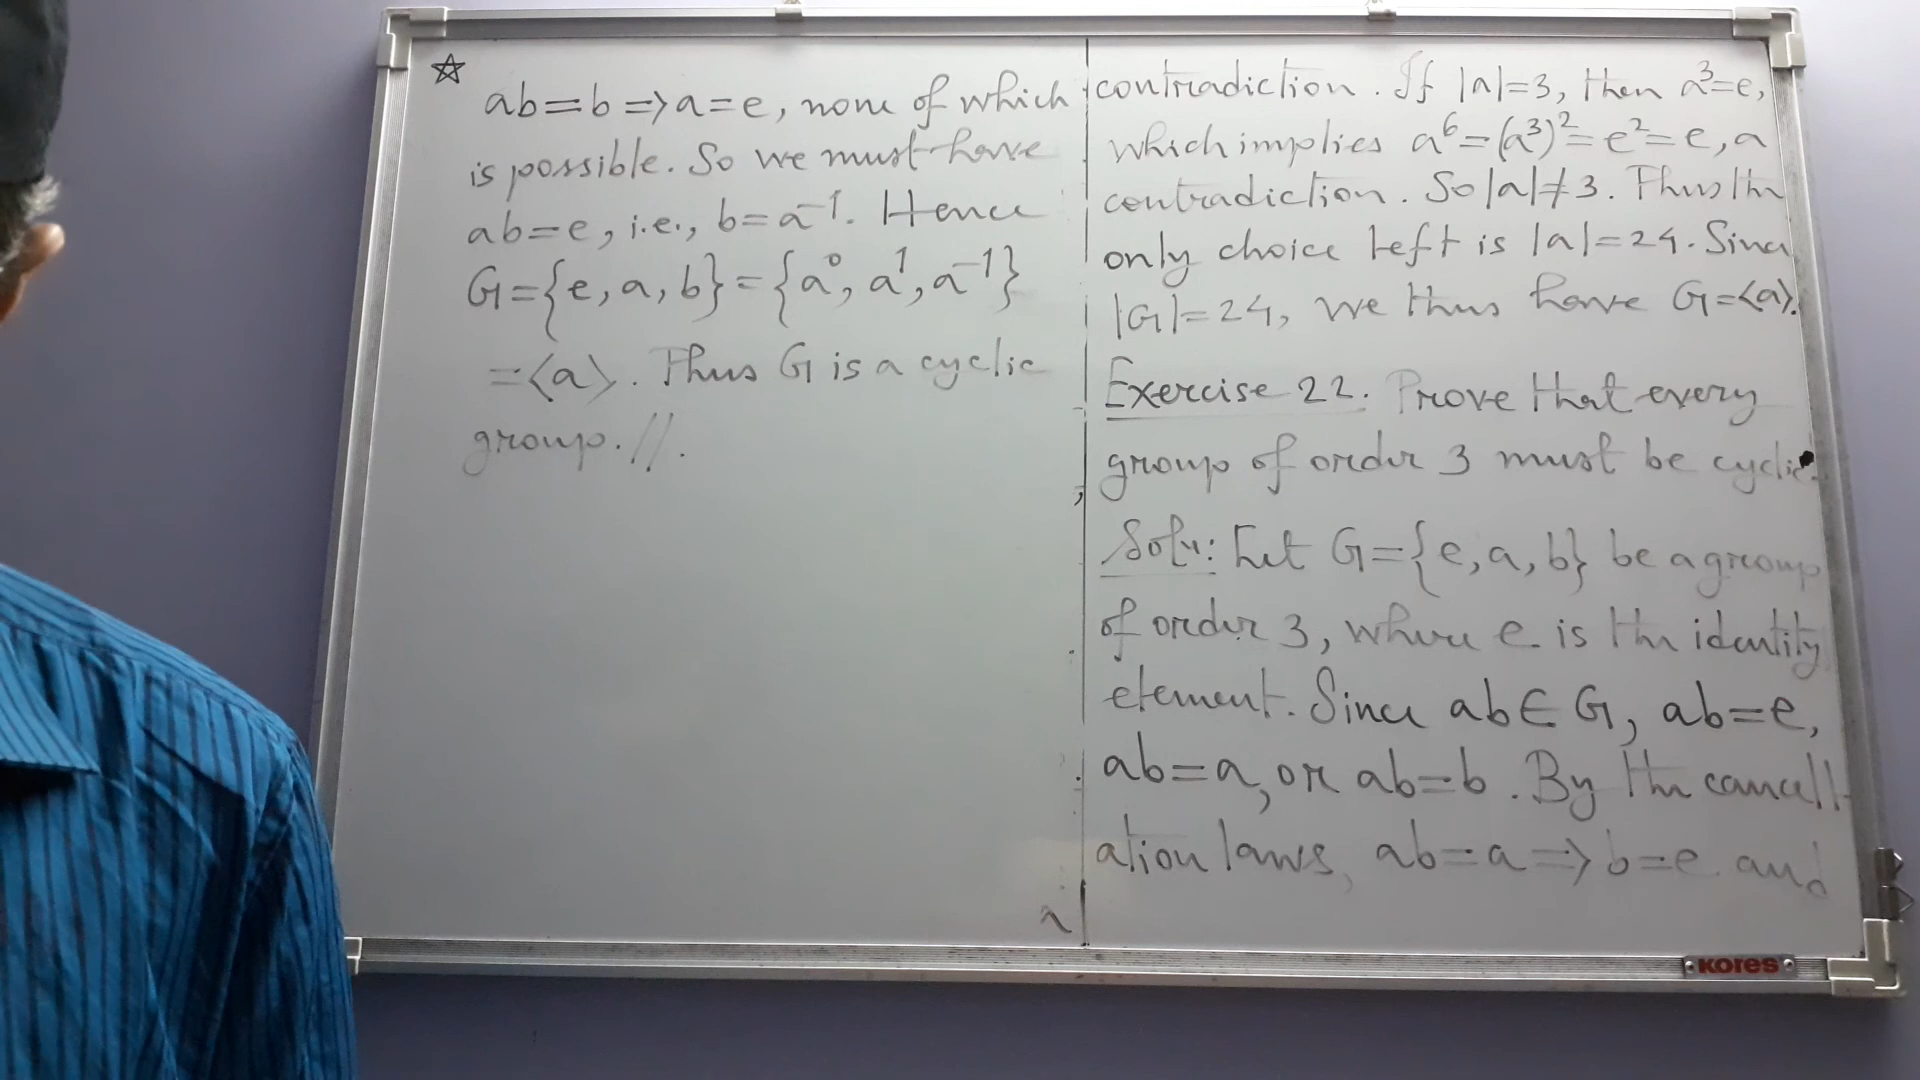 ☆
ab=b⇒a=e, none of which
is possible. So we must have
ab=e, i.e., b=a⁻¹. Hence
G={e,a,b}={a⁰,a¹,a⁻¹}
=⟨a⟩. Thus G is a cyclic
group.//.
contradiction. If |a|=3, then a³=e,
which implies a⁶=(a³)²=e²=e, a
contradiction. So |a|≠3. Thus the
only choice left is |a|=24. Since
|G|=24, we thus have G=⟨a⟩.
Exercise 22. Prove that every
group of order 3 must be cyclic.
Soln: Let G={e,a,b} be a group
of order 3, where e is the identity
element. Since ab∈G, ab=e,
ab=a, or ab=b. By the cancell-
ation laws, ab=a⇒b=e and
KORES